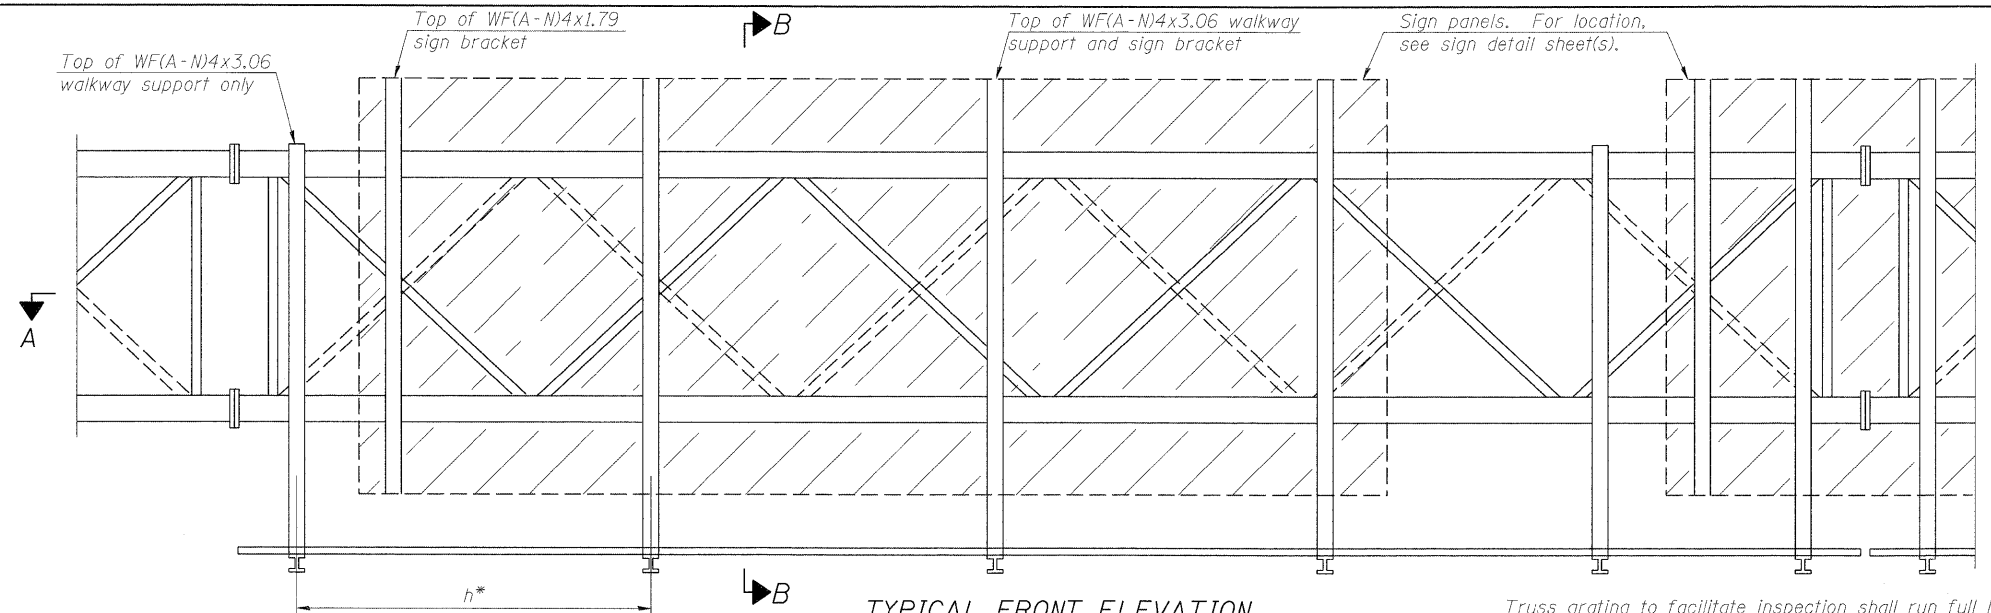 Top of WF(A-N)4x1.79
sign bracket
B
Top of WF(A-N)4x3.06 walkway
support and sign bracket
Sign panels. For location,
see sign detail sheet(s).
Top of WF(A-N)4x3.06
walkway support only
A
h*
B
TYPICAL FRONT ELEVATION
Truss grating to facilitate inspection shall run full